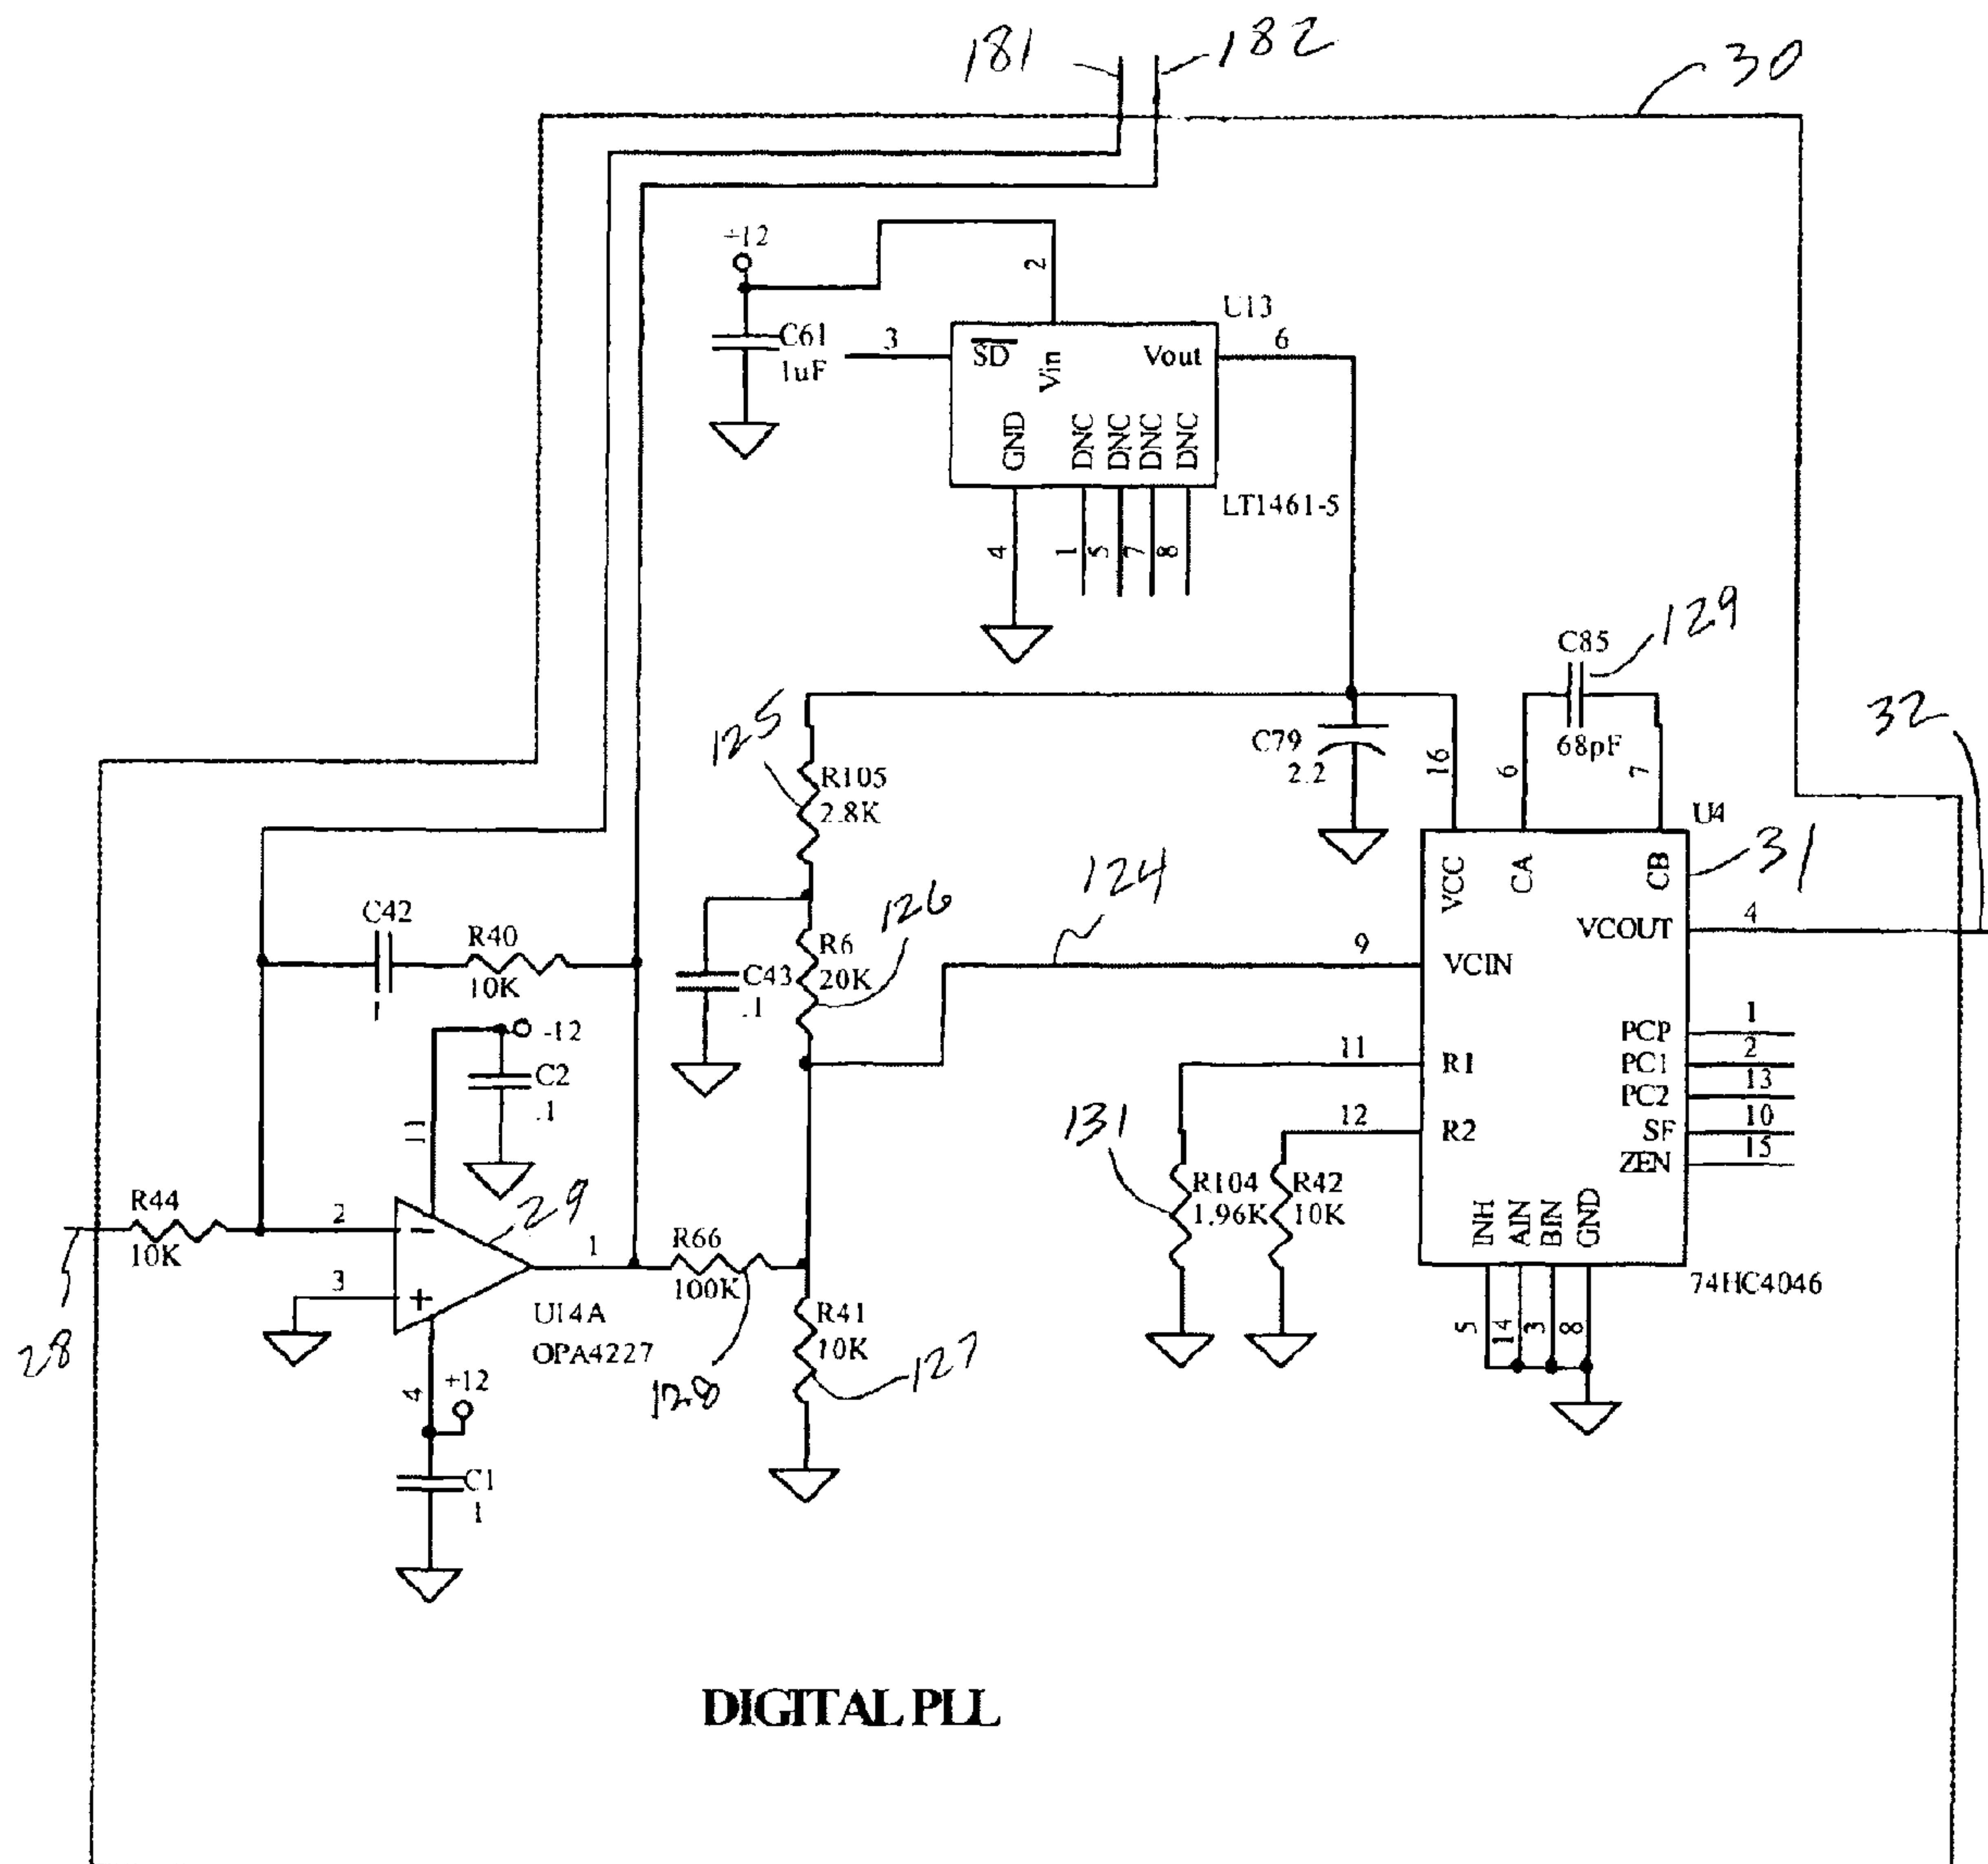 181
182
30
+12
2
U13
C61
1uF
3
SD
Vin
Vout
6
GND
DNC
DNC
DNC
DNC
LT1461-5
4
1
5
7
8
129
C85
68pF
6
7
32
125
R105
2.8K
C79
2.2
16
U4
31
124
126
VCC
CA
CB
C42
R40
10K
R6
20K
C43
.1
9
VCIN
VCOUT
4
-12
C2
.1
11
11
R1
12
R2
PCP
1
PC1
2
PC2
13
SF
10
ZEN
15
131
R104
1.96K
R42
10K
INH
AIN
BIN
GND
74HC4046
5
14
3
8
R44
10K
2
3
29
1
R66
100K
U14A
OPA4227
28
128
R41
10K
127
4
+12
C1
DIGITAL PLL